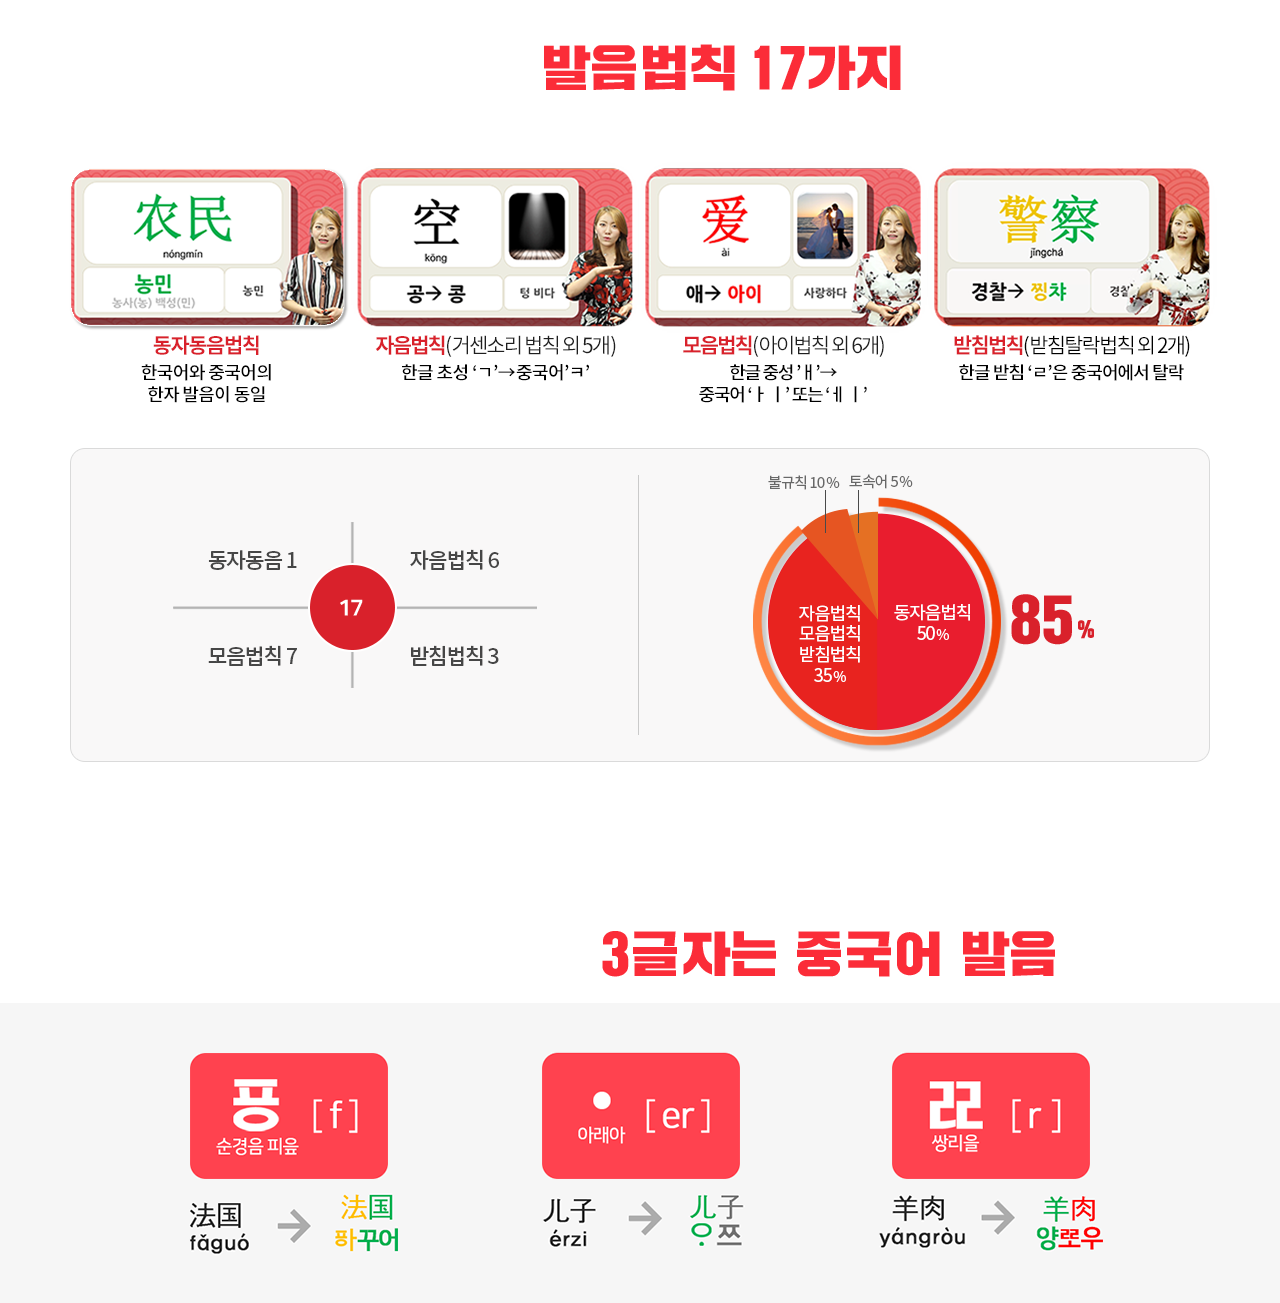 발음법칙 17가지
农民
nóngmín
농민
농사(농) 백성(민)
농민
동자동음법칙
한국어와 중국어의
한자 발음이 동일
空
kōng
공→ 콩
텅 비다
자음법칙(거센소리 법칙 외 5개)
한글 초성 ‘ㄱ’→중국어’ㅋ’
爱
ài
애→ 아이
사랑하다
모음법칙(아이법칙 외 6개)
한글 중성 ’ㅐ’→
중국어 ‘ㅏㅣ’ 또는 ‘ㅔㅣ’
警察
jǐngchá
경찰→ 찡챠
경찰
받침법칙(받침탈락법칙 외 2개)
한글 받침 ‘ㄹ’은 중국어에서 탈락
동자동음 1
자음법칙 6
17
모음법칙 7
받침법칙 3
불규칙 10%
토속어 5%
자음법칙
모음법칙
받침법칙
35%
동자음법칙
50%
85%
3글자는 중국어 발음
퓽
[ f ]
순경음 피읖
法国
fǎguó
→
法国
ᅗᅡ꾸어
•
[ er ]
아래아
儿子
érzi
→
儿子
ᄋᆞ쯔
ᄙ
[ r ]
쌍리을
羊肉
yángròu
→
羊肉
양ᄙᅩ우